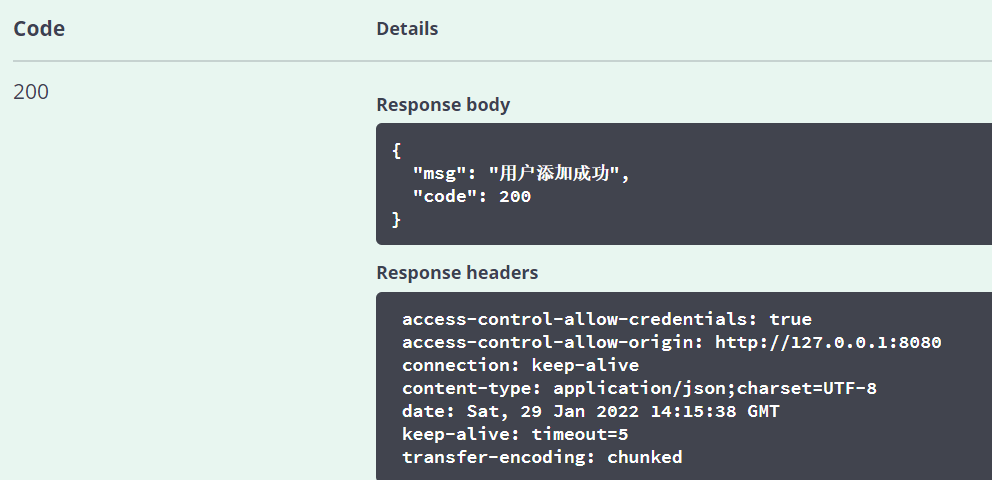 Code Details
200
Response body
{
  "msg": "用户添加成功",
  "code": 200
}
Response headers
access-control-allow-credentials: true
access-control-allow-origin: http://127.0.0.1:8080
connection: keep-alive
content-type: application/json;charset=UTF-8
date: Sat, 29 Jan 2022 14:15:38 GMT
keep-alive: timeout=5
transfer-encoding: chunked